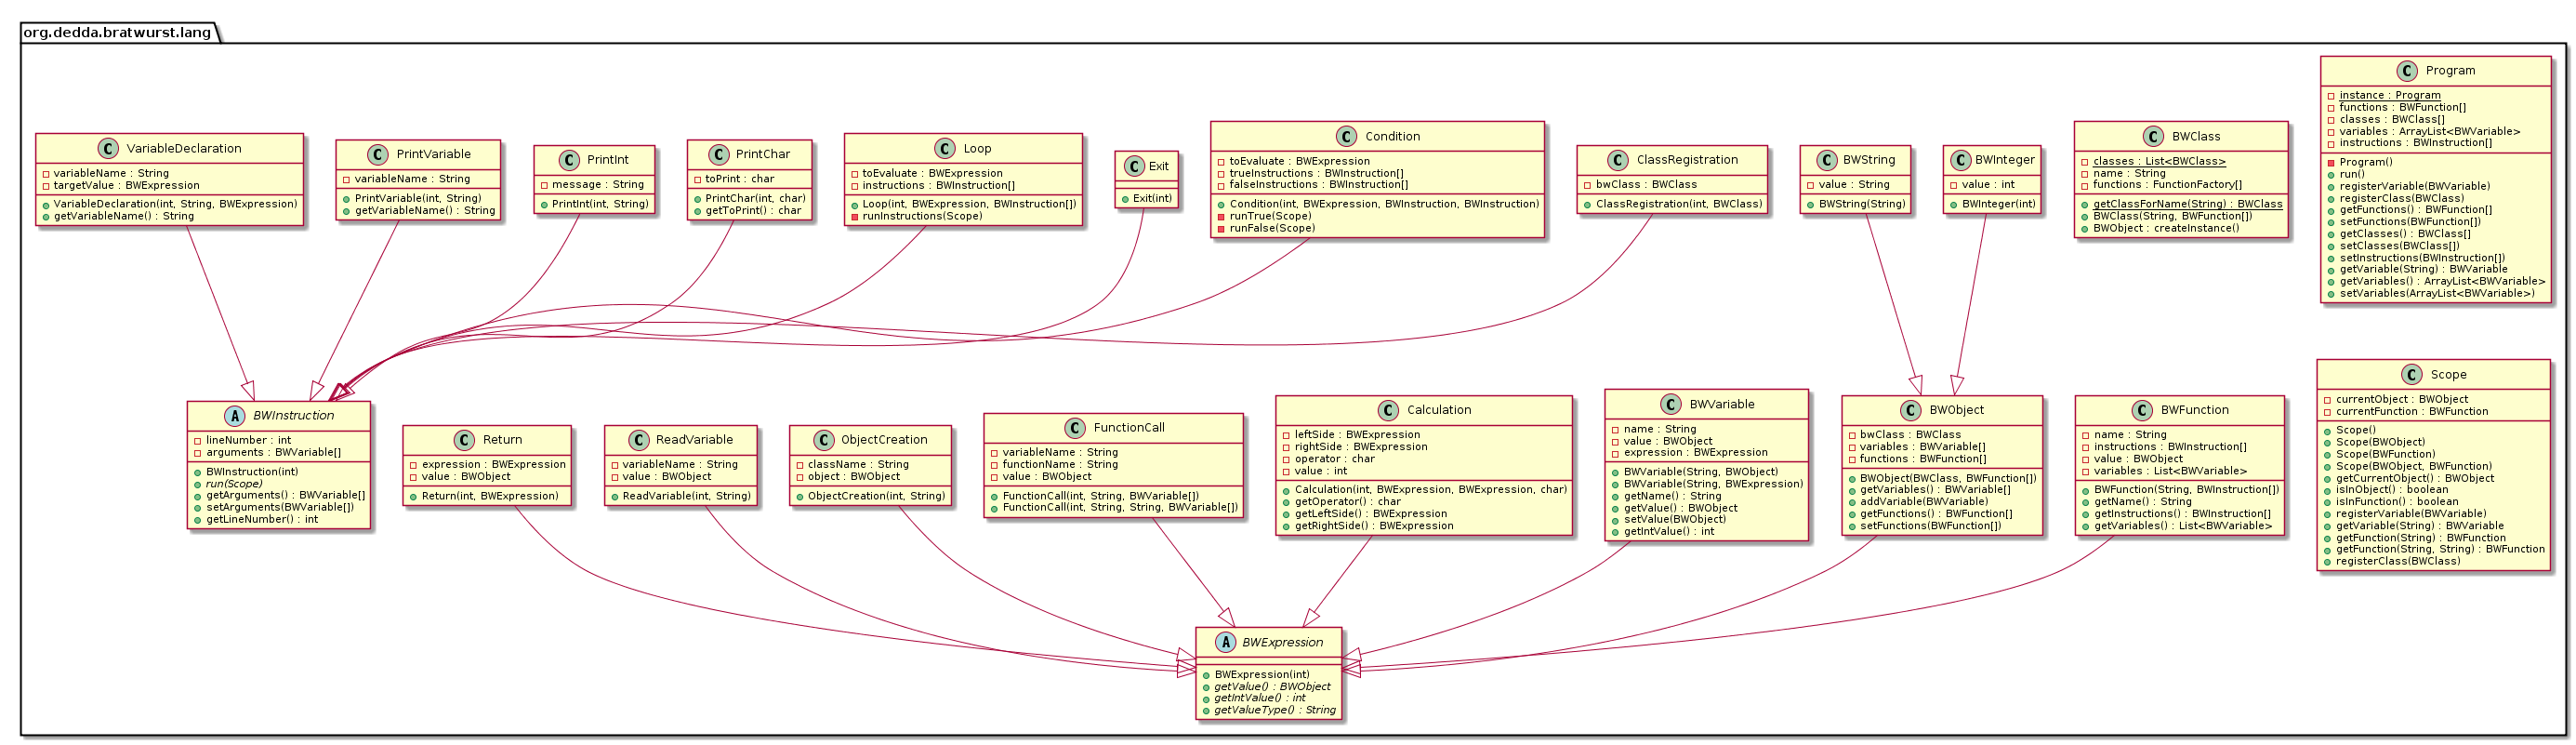 org.dedda.bratwurst.lang
C Program
instance : Program
functions : BWFunction[]
classes : BWClass[]
variables : ArrayList<BWVariable>
instructions : BWInstruction[]
Program()
run()
registerVariable(BWVariable)
registerClass(BWClass)
getFunctions() : BWFunction[]
setFunctions(BWFunction[])
getClasses() : BWClass[]
setClasses(BWClass[])
setInstructions(BWInstruction[])
getVariable(String) : BWVariable
getVariables() : ArrayList<BWVariable>
setVariables(ArrayList<BWVariable>)
C VariableDeclaration
variableName : String
targetValue : BWExpression
VariableDeclaration(int, String, BWExpression)
getVariableName() : String
C PrintVariable
variableName : String
PrintVariable(int, String)
getVariableName() : String
C PrintInt
message : String
PrintInt(int, String)
C PrintChar
toPrint : char
PrintChar(int, char)
getToPrint() : char
C Loop
toEvaluate : BWExpression
instructions : BWInstruction[]
Loop(int, BWExpression, BWInstruction[])
runInstructions(Scope)
C Exit
Exit(int)
C Condition
toEvaluate : BWExpression
trueInstructions : BWInstruction[]
falseInstructions : BWInstruction[]
Condition(int, BWExpression, BWInstruction, BWInstruction)
runTrue(Scope)
runFalse(Scope)
C ClassRegistration
bwClass : BWClass
ClassRegistration(int, BWClass)
C BWString
value : String
BWString(String)
C BWInteger
value : int
BWInteger(int)
C BWClass
classes : List<BWClass>
name : String
functions : FunctionFactory[]
getClassForName(String) : BWClass
BWClass(String, BWFunction[])
BWObject : createInstance()
A BWInstruction
lineNumber : int
arguments : BWVariable[]
BWInstruction(int)
run(Scope)
getArguments() : BWVariable[]
setArguments(BWVariable[])
getLineNumber() : int
C Return
expression : BWExpression
value : BWObject
Return(int, BWExpression)
C ReadVariable
variableName : String
value : BWObject
ReadVariable(int, String)
C ObjectCreation
className : String
object : BWObject
ObjectCreation(int, String)
C FunctionCall
variableName : String
functionName : String
value : BWObject
FunctionCall(int, String, BWVariable[])
FunctionCall(int, String, String, BWVariable[])
C Calculation
leftSide : BWExpression
rightSide : BWExpression
operator : char
value : int
Calculation(int, BWExpression, BWExpression, char)
getOperator() : char
getLeftSide() : BWExpression
getRightSide() : BWExpression
C BWVariable
name : String
value : BWObject
expression : BWExpression
BWVariable(String, BWObject)
BWVariable(String, BWExpression)
getName() : String
getValue() : BWObject
setValue(BWObject)
getIntValue() : int
C BWObject
bwClass : BWClass
variables : BWVariable[]
functions : BWFunction[]
BWObject(BWClass, BWFunction[])
getVariables() : BWVariable[]
addVariable(BWVariable)
getFunctions() : BWFunction[]
setFunctions(BWFunction[])
C BWFunction
name : String
instructions : BWInstruction[]
value : BWObject
variables : List<BWVariable>
BWFunction(String, BWInstruction[])
getName() : String
getInstructions() : BWInstruction[]
getVariables() : List<BWVariable>
C Scope
currentObject : BWObject
currentFunction : BWFunction
Scope()
Scope(BWObject)
Scope(BWFunction)
Scope(BWObject, BWFunction)
getCurrentObject() : BWObject
isInObject() : boolean
isInFunction() : boolean
registerVariable(BWVariable)
getVariable(String) : BWVariable
getFunction(String) : BWFunction
getFunction(String, String) : BWFunction
registerClass(BWClass)
A BWExpression
BWExpression(int)
getValue() : BWObject
getIntValue() : int
getValueType() : String